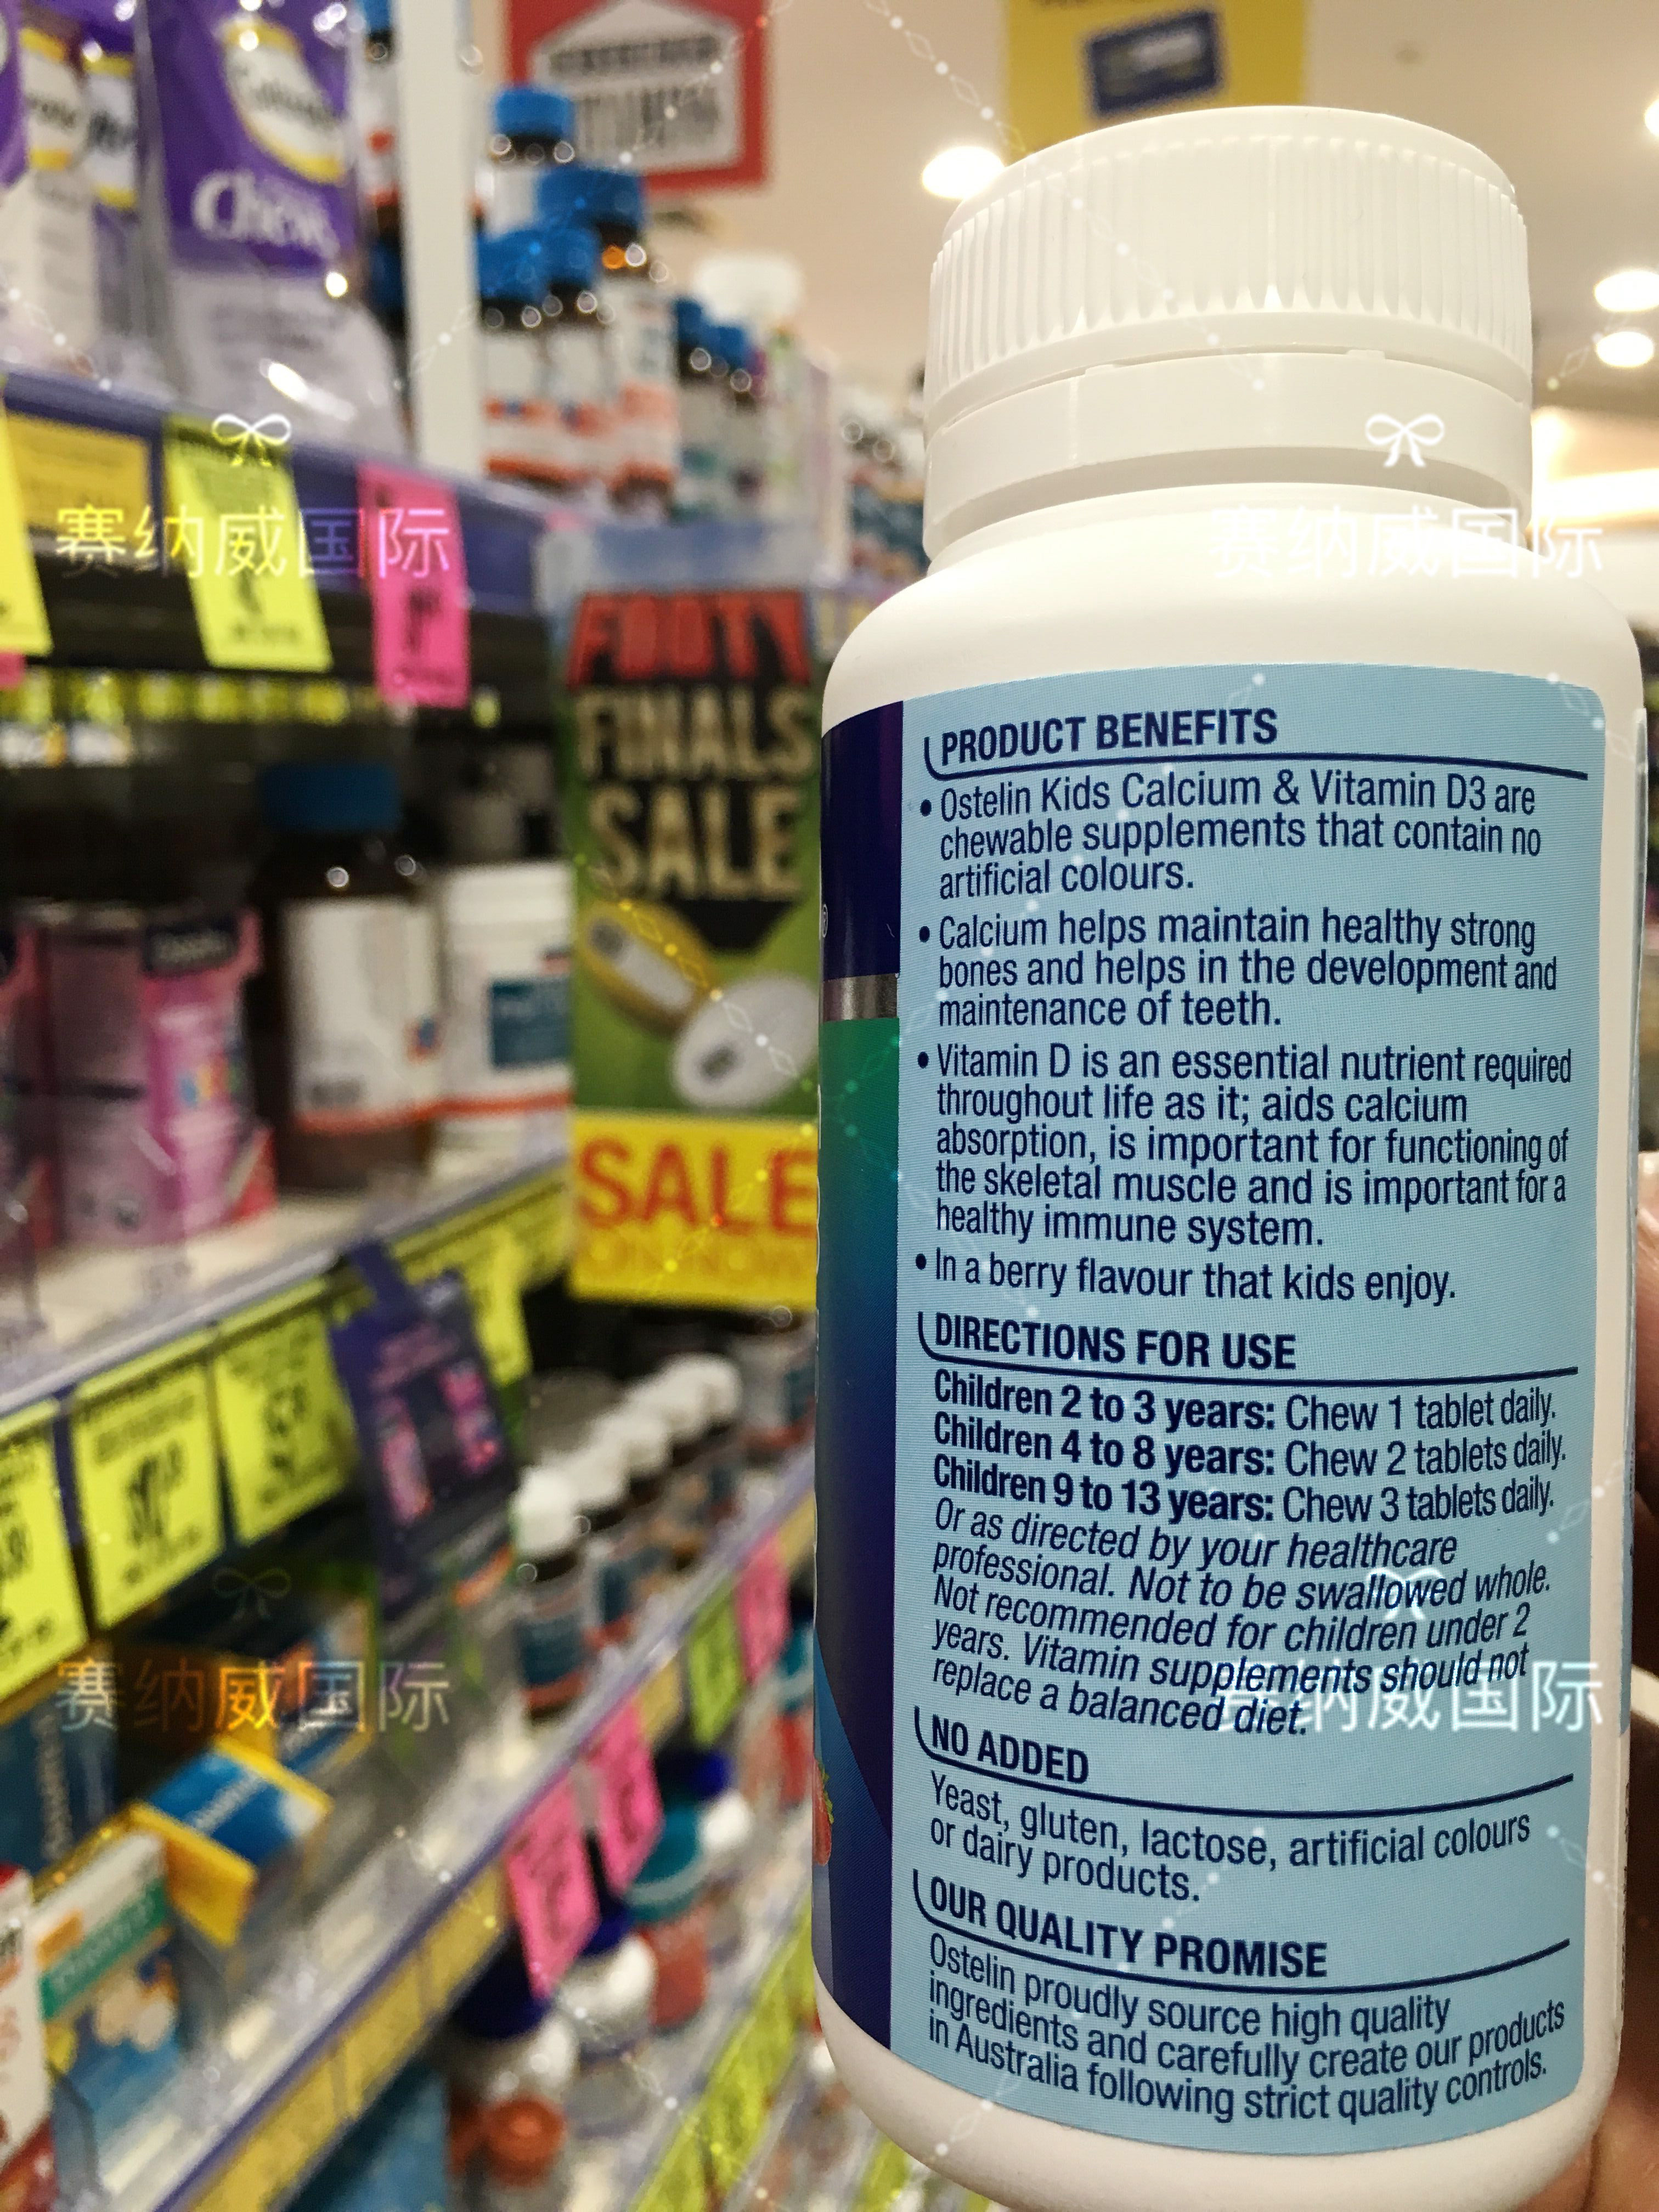 Chews
赛纳威国际
赛纳威国际
FOOTY
FINALS
SALE
SALE
PRODUCT BENEFITS
• Ostelin Kids Calcium & Vitamin D3 are
chewable supplements that contain no
artificial colours.
• Calcium helps maintain healthy strong
bones and helps in the development and
maintenance of teeth.
• Vitamin D is an essential nutrient required
throughout life as it; aids calcium
absorption, is important for functioning of
the skeletal muscle and is important for a
healthy immune system.
• In a berry flavour that kids enjoy.
DIRECTIONS FOR USE
Children 2 to 3 years: Chew 1 tablet daily.
Children 4 to 8 years: Chew 2 tablets daily.
Children 9 to 13 years: Chew 3 tablets daily.
Or as directed by your healthcare
professional. Not to be swallowed whole.
Not recommended for children under 2
years. Vitamin supplements should not
replace a balanced diet.
NO ADDED
Yeast, gluten, lactose, artificial colours
or dairy products.
OUR QUALITY PROMISE
Ostelin proudly source high quality
ingredients and carefully create our products
in Australia following strict quality controls.
赛纳威国际
赛纳威国际